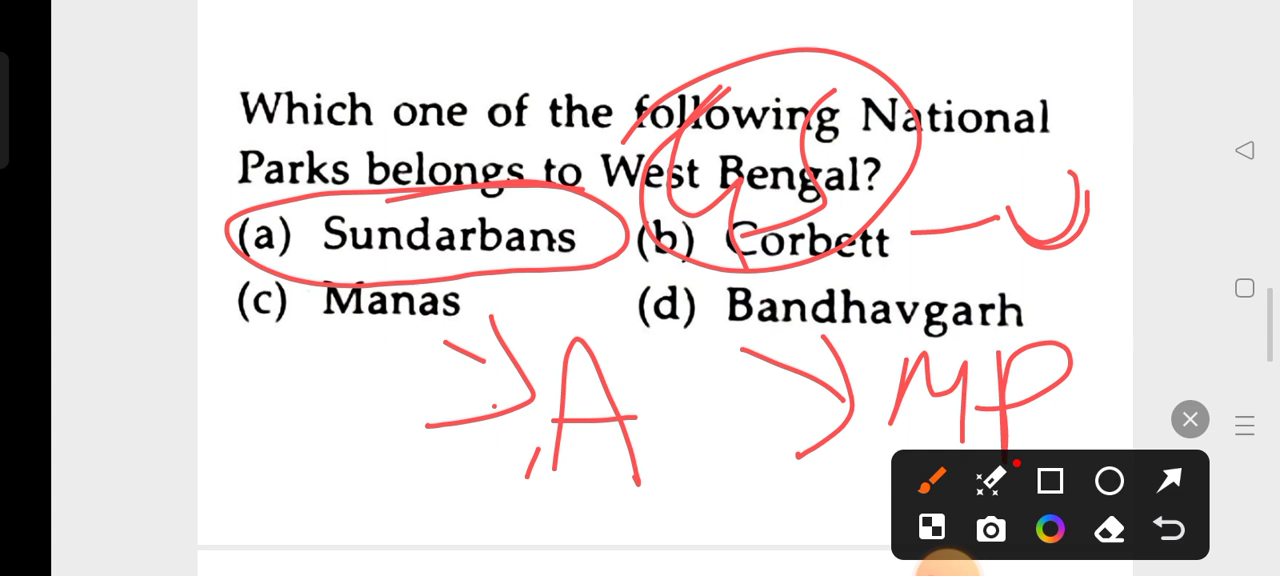 Which one of the following National
Parks belongs to West Bengal?
(a) Sundarbans (b) Corbett - U
(c) Manas (d) Bandhavgarh
A MP